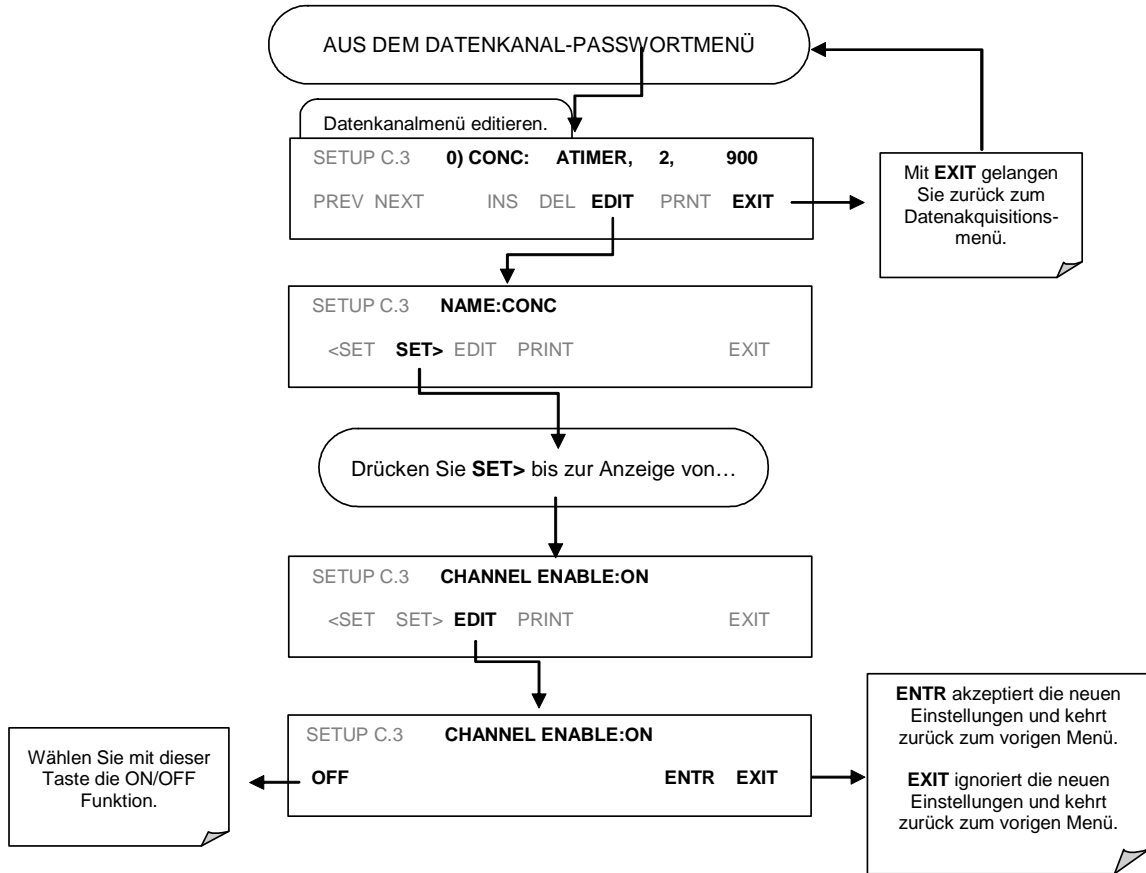 AUS DEM DATENKANAL-PASSWORTMENÜ
Datenkanalmenü editieren.
SETUP C.3 0) CONC: ATIMER, 2, 900
PREV NEXT INS DEL EDIT PRNT EXIT
Mit EXIT gelangen
Sie zurück zum
Datenakquisitions-
menü.
SETUP C.3 NAME:CONC
<SET SET> EDIT PRINT EXIT
Drücken Sie SET> bis zur Anzeige von…
SETUP C.3 CHANNEL ENABLE:ON
<SET SET> EDIT PRINT EXIT
SETUP C.3 CHANNEL ENABLE:ON
OFF ENTR EXIT
Wählen Sie mit dieser
Taste die ON/OFF
Funktion.
ENTR akzeptiert die neuen
Einstellungen und kehrt
zurück zum vorigen Menü.
EXIT ignoriert die neuen
Einstellungen und kehrt
zurück zum vorigen Menü.